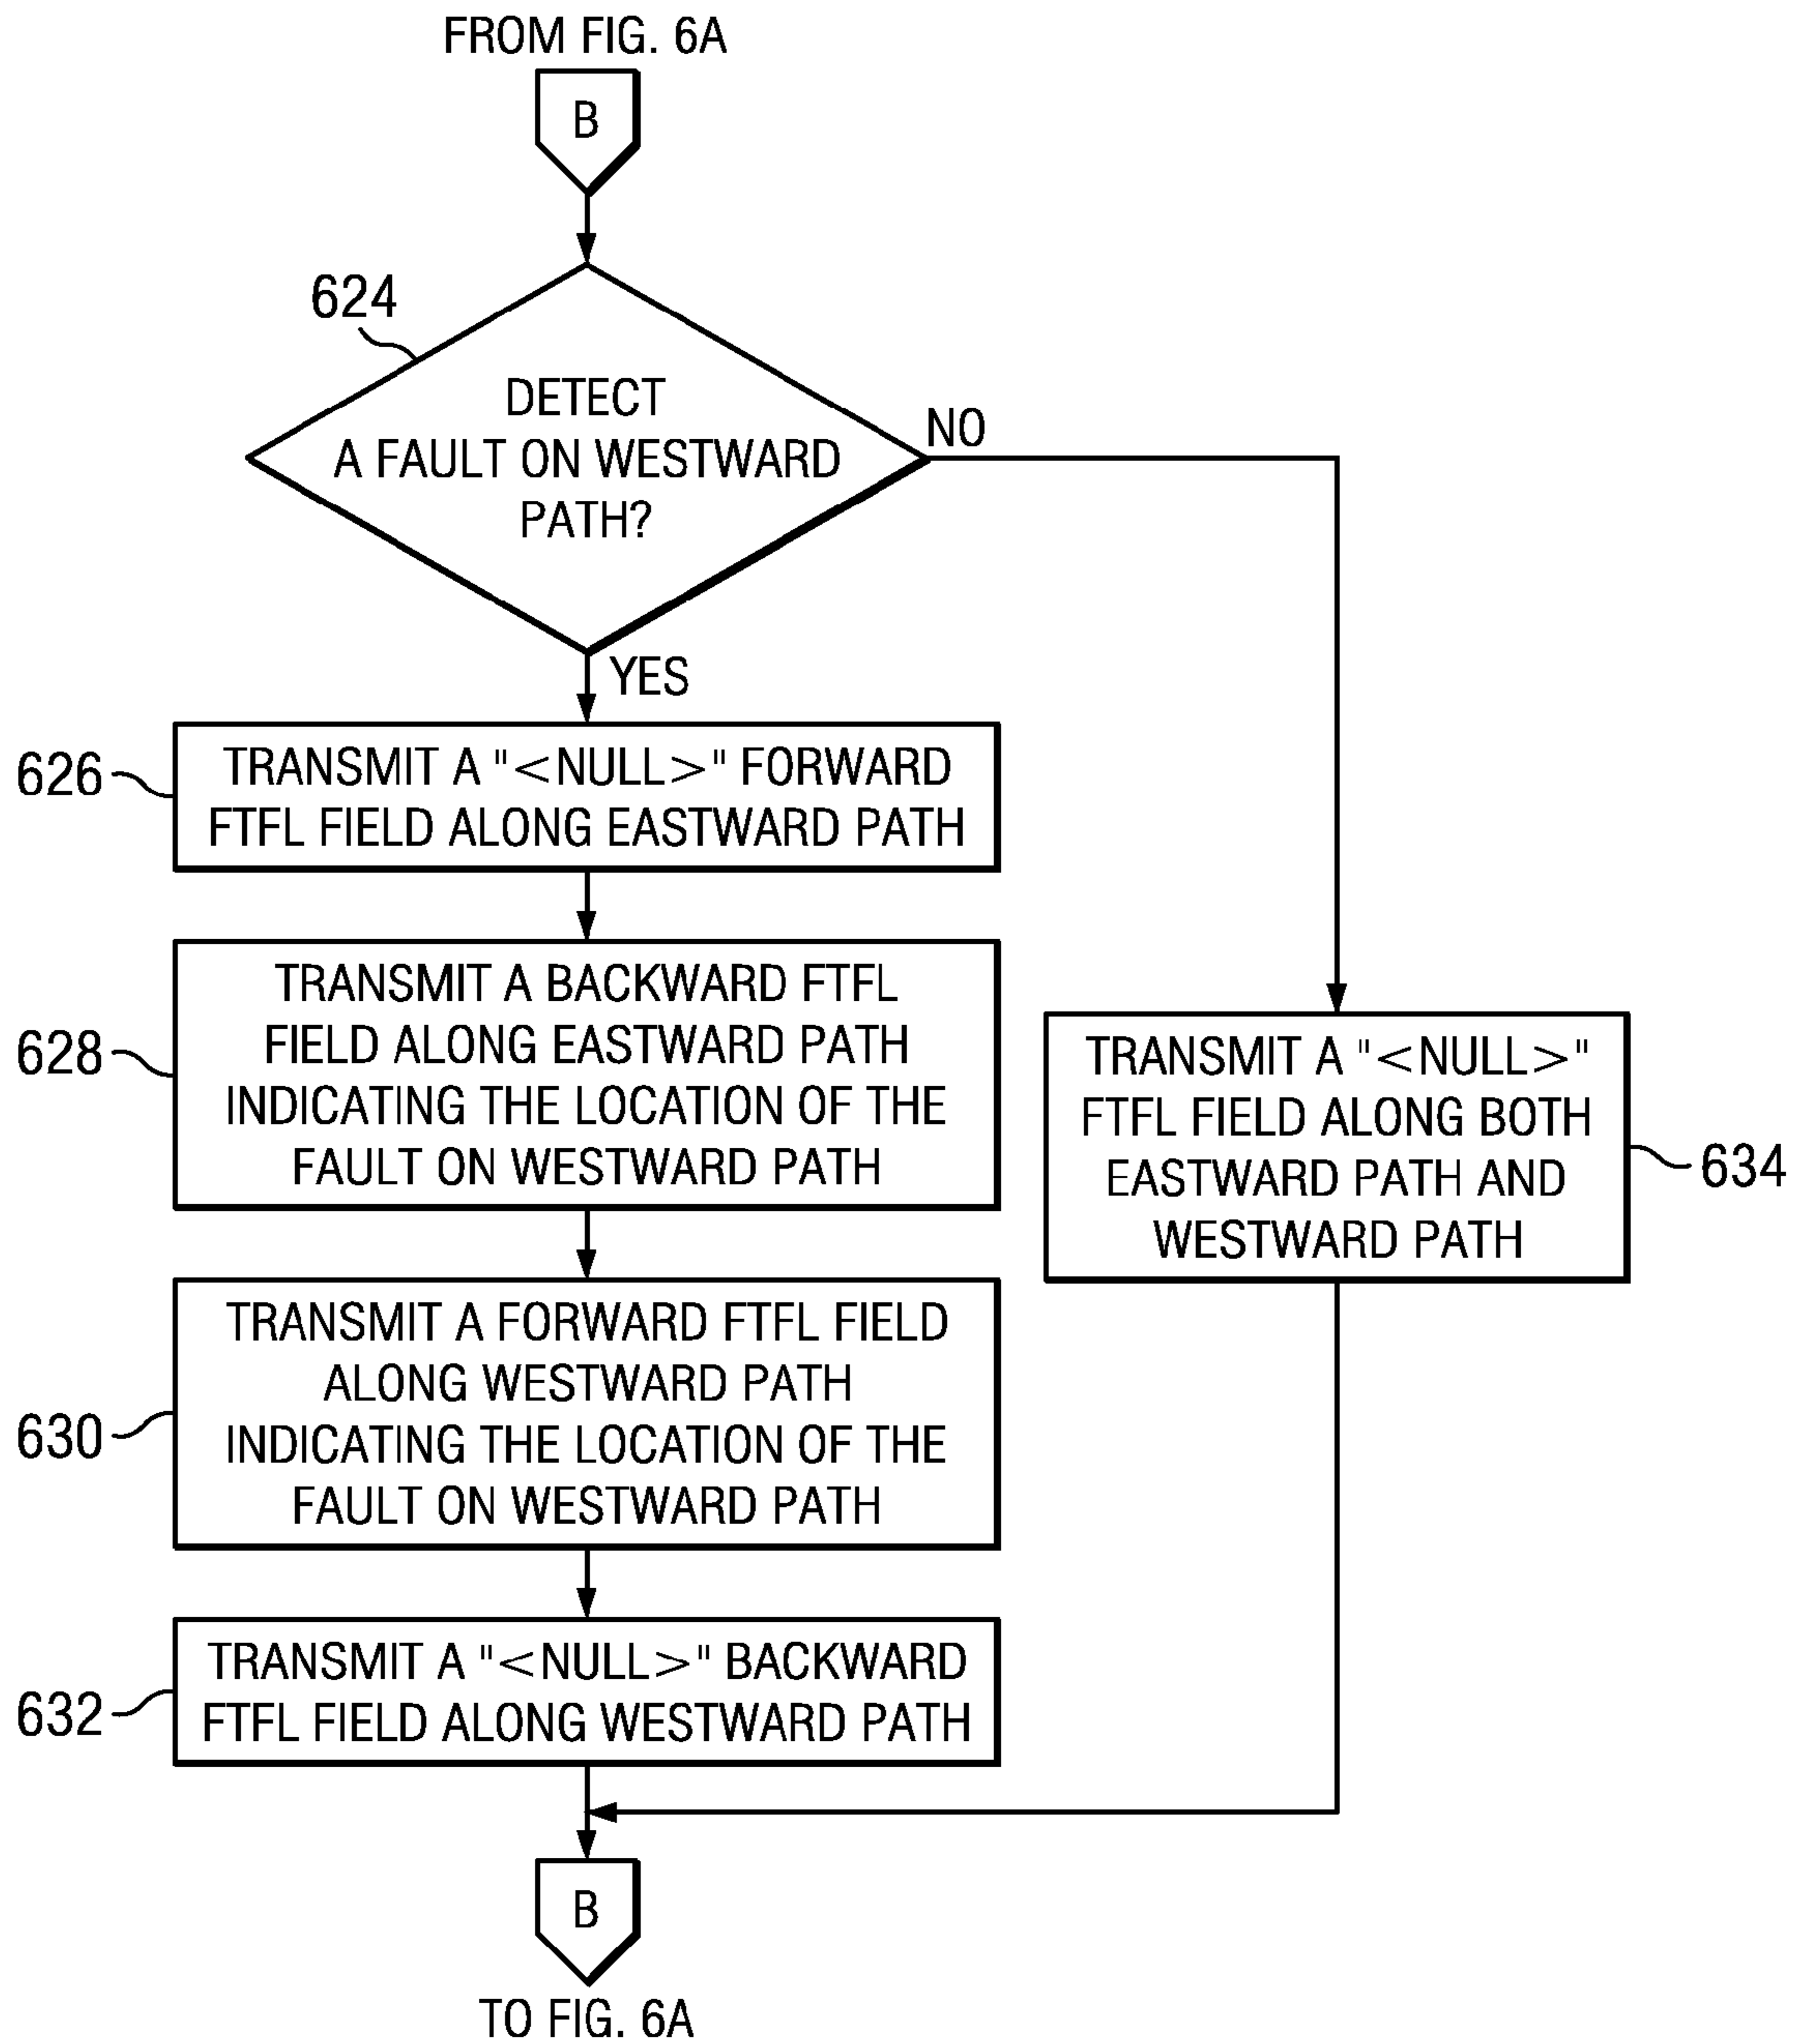 FROM FIG. 6A
B
624
DETECT
A FAULT ON WESTWARD
PATH?
NO
YES
626
TRANSMIT A "<NULL>" FORWARD
FTFL FIELD ALONG EASTWARD PATH
628
TRANSMIT A BACKWARD FTFL
FIELD ALONG EASTWARD PATH
INDICATING THE LOCATION OF THE
FAULT ON WESTWARD PATH
TRANSMIT A "<NULL>"
FTFL FIELD ALONG BOTH
EASTWARD PATH AND
WESTWARD PATH
634
630
TRANSMIT A FORWARD FTFL FIELD
ALONG WESTWARD PATH
INDICATING THE LOCATION OF THE
FAULT ON WESTWARD PATH
632
TRANSMIT A "<NULL>" BACKWARD
FTFL FIELD ALONG WESTWARD PATH
B
TO FIG. 6A